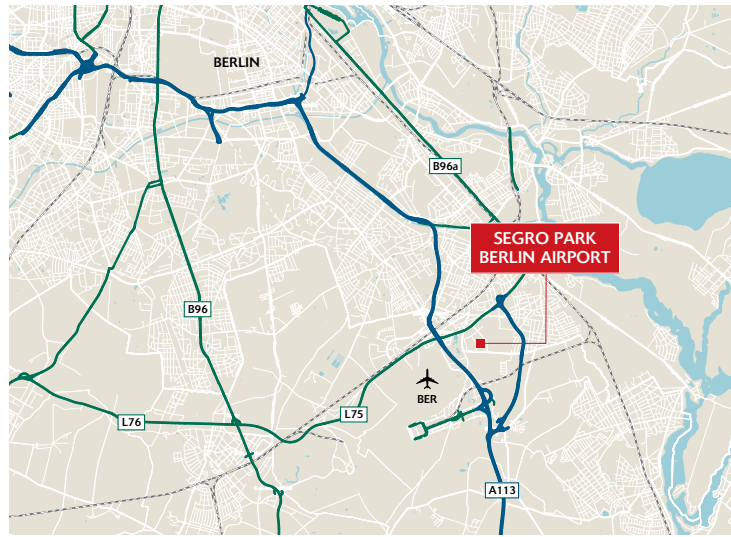 BERLIN
B96a
SEGRO PARK
BERLIN AIRPORT
B96
BER
L75
L76
A113